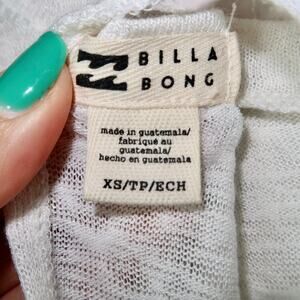 BILLA
BONG
made in guatemala/
fabriqué au
guatemala/
hecho en guatemala
XS/TP/ECH